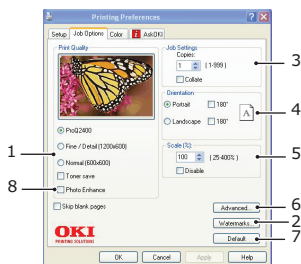 Printing Preferences
Setup Job Options Color AskOKI
Print Quality
ProQ2400
Fine / Detail (1200x600)
Normal (600x600)
Toner save
Photo Enhance
Skip blank pages
OKI
PRINTING SOLUTIONS
Job Settings
Copies:
1 (1-999)
Collate
Orientation
Portrait 180°
Landscape 180°
A
Scale (%):
100 (25-400%)
Disable
Advanced...
Watermarks...
Default
OK Cancel Apply Help
1
8
3
4
5
6
2
7